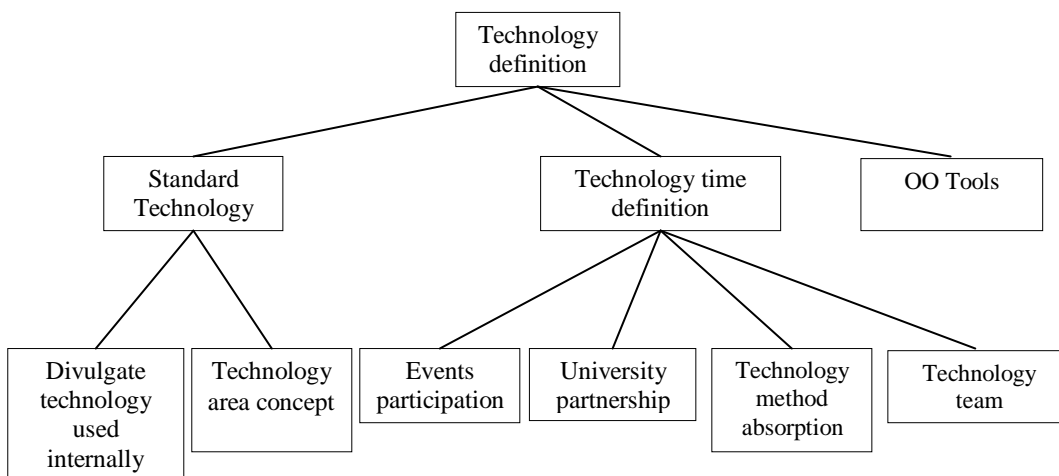 Technology
definition
Standard
Technology
Technology time
definition
OO Tools
Divulgate
technology
used
internally
Technology
area concept
Events
participation
University
partnership
Technology
method
absorption
Technology
team